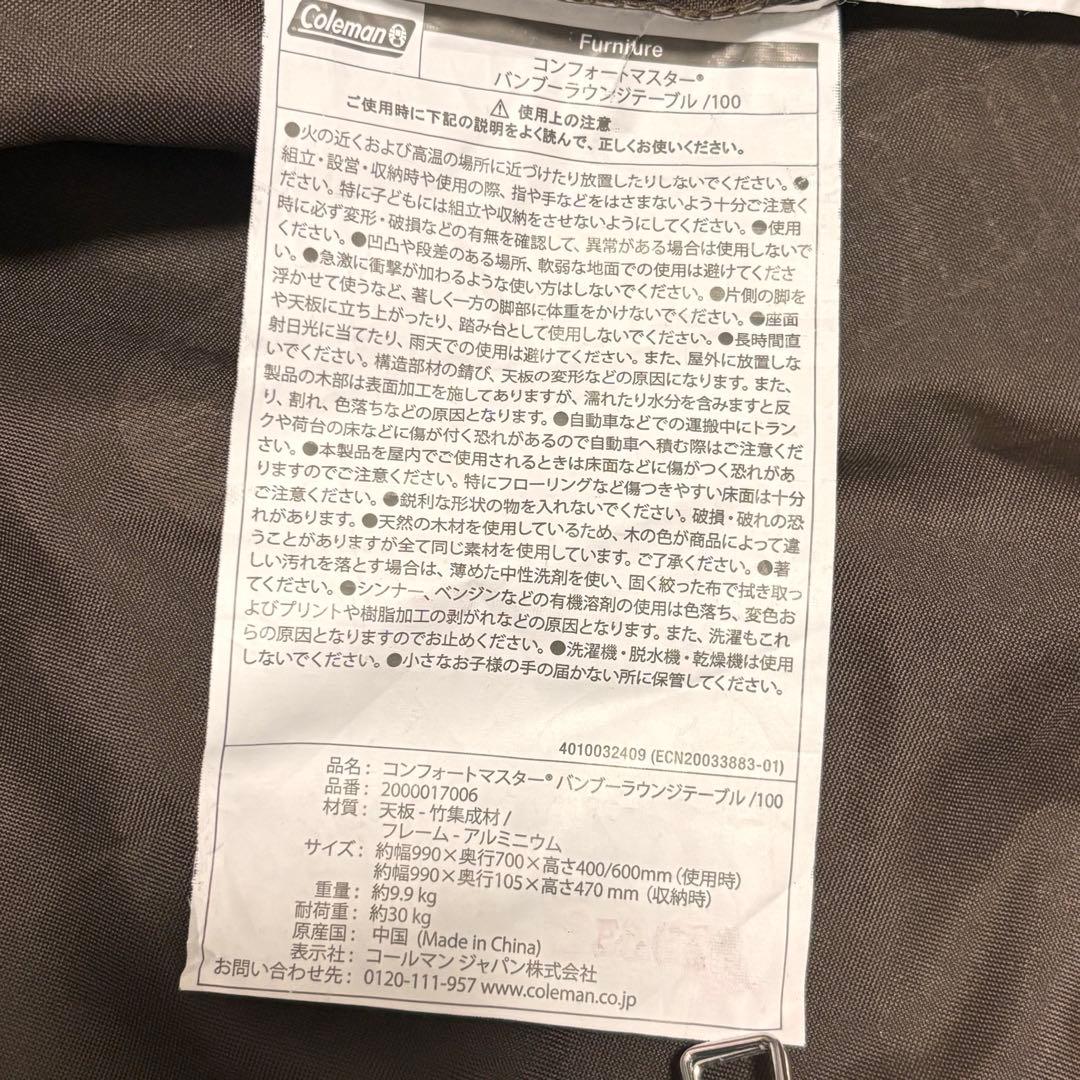 Coleman
Furniure
コンフォートマスター®
バンブーラウンジテーブル /100
⚠ 使用上の注意
ご使用時に下記の説明をよく読んで、正しくお使いください。
●火の近くおよび高温の場所に近づけたり放置したりしないでください。●
組立・設営・収納時や使用の際、指や手などをはさまないよう十分ご注意く
ださい。特に子どもには組立や収納をさせないようにしてください。●使用
時に必ず変形・破損などの有無を確認して、異常がある場合は使用しないで
ください。●凹凸や段差のある場所、軟弱な地面での使用は避けてくださ
い。●急激に衝撃が加わるような使い方はしないでください。●片側の脚を
浮かせて使うなど、著しく一方の脚部に体重をかけないでください。●座面
や天板に立ち上がったり、踏み台として使用しないでください。●長時間直
射日光に当てたり、雨天での使用は避けてください。また、屋外に放置しな
いでください。構造部材の錆び、天板の変形などの原因になります。また、
製品の木部は表面加工を施してありますが、濡れたり水分を含みますと反
り、割れ、色落ちなどの原因となります。●自動車などでの運搬中にトラン
クや荷台の床などに傷が付く恐れがあるので自動車へ積む際はご注意くだ
さい。●本製品を屋内でご使用されるときは床面などに傷がつく恐れがあ
りますのでご注意ください。特にフローリングなど傷つきやすい床面は十分
ご注意ください。●鋭利な形状の物を入れないでください。破損・破れの恐
れがあります。●天然の木材を使用しているため、木の色が商品によって違
うことがありますが全て同じ素材を使用しています。ご了承ください。●著
しい汚れを落とす場合は、薄めた中性洗剤を使い、固く絞った布で拭き取っ
てください。●シンナー、ベンジンなどの有機溶剤の使用は色落ち、変色お
よびプリントや樹脂加工の剥がれなどの原因となります。また、洗濯もこれ
らの原因となりますのでお止めください。●洗濯機・脱水機・乾燥機は使用
しないでください。●小さなお子様の手の届かない所に保管してください。
4010032409 (ECN20033883-01)
品名： コンフォートマスター® バンブーラウンジテーブル /100
品番： 2000017006
材質： 天板 - 竹集成材 /
フレーム - アルミニウム
サイズ： 約幅990×奥行700×高さ400/600mm（使用時）
約幅990×奥行105×高さ470 mm（収納時）
重量： 約9.9 kg
耐荷重： 約30 kg
原産国： 中国 (Made in China)
表示社： コールマン ジャパン株式会社
お問い合わせ先： 0120-111-957 www.coleman.co.jp